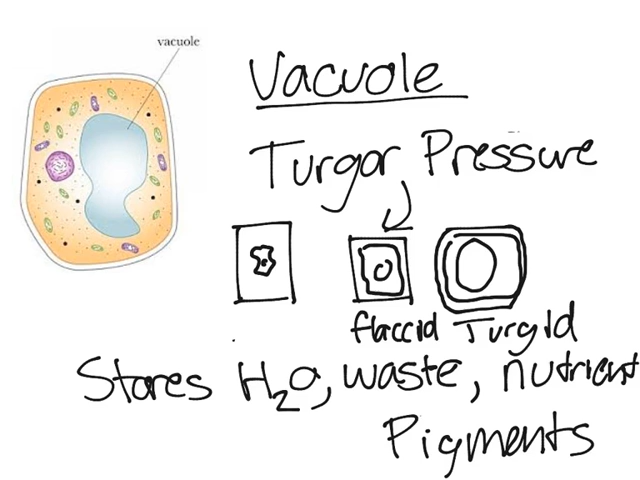 vacuole
Vacuole
Turgor Pressure
flaccid Turgid
Stores H₂O, waste, nutrient
Pigments